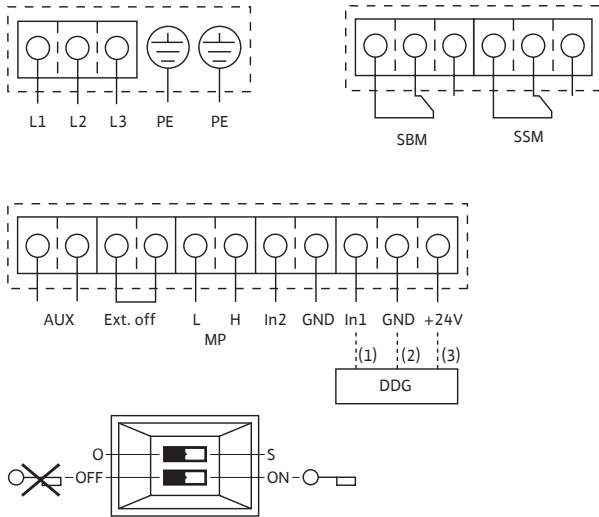 L1 L2 L3 PE PE
SBM SSM
AUX Ext. off L H In2 GND In1 GND +24V
MP
(1) (2) (3)
DDG
O S
OFF ON